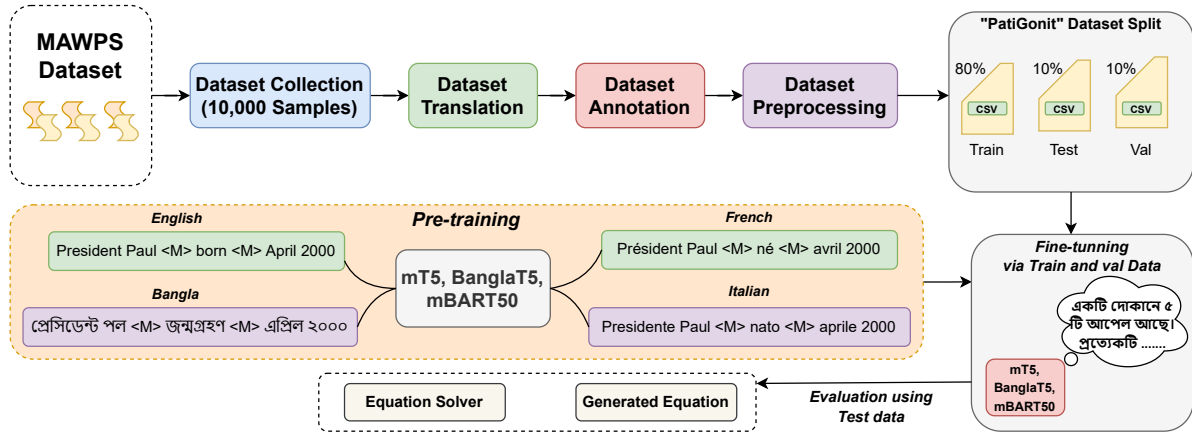 MAWPS
Dataset
Dataset Collection
(10,000 Samples)
Dataset
Translation
Dataset
Annotation
Dataset
Preprocessing
"PatiGonit" Dataset Split
80%
10%
10%
CSV
CSV
CSV
Train
Test
Val
Pre-training
English
President Paul <M> born <M> April 2000
French
Président Paul <M> né <M> avril 2000
mT5, BanglaT5,
mBART50
Bangla
প্রেসিডেন্ট পল <M> জন্মগ্রহণ <M> এপ্রিল ২০০০
Italian
Presidente Paul <M> nato <M> aprile 2000
Fine-tunning
via Train and val Data
একটি দোকানে ৫
টি আপেল আছে।
প্রত্যেকটি .......
mT5,
BanglaT5,
mBART50
Evaluation using
Test data
Equation Solver
Generated Equation